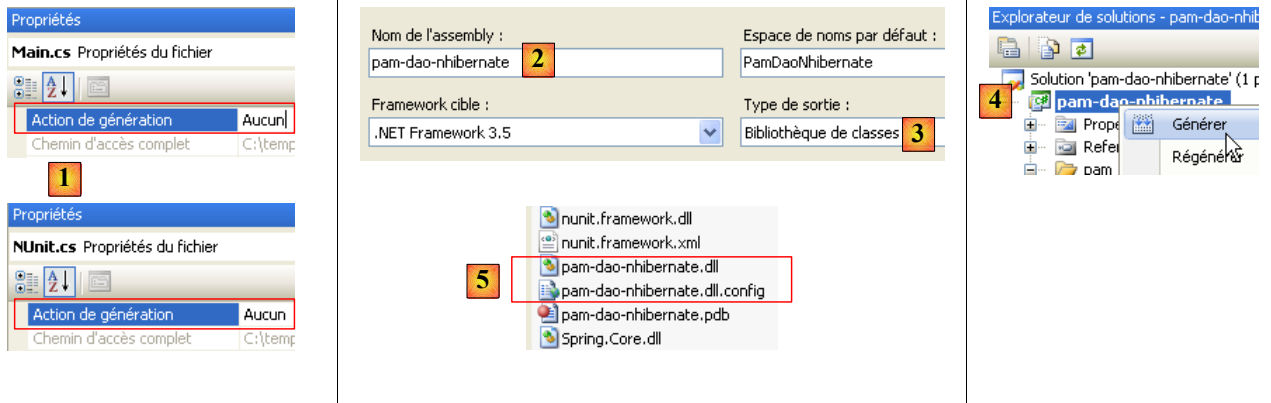 Propriétés
Main.cs Propriétés du fichier
Action de génération Aucun
Chemin d'accès complet C:\temp
1
Propriétés
NUnit.cs Propriétés du fichier
Action de génération Aucun
Chemin d'accès complet C:\temp
Nom de l'assembly :
Espace de noms par défaut :
pam-dao-nhibernate
2
PamDaoNhibernate
Framework cible :
Type de sortie :
.NET Framework 3.5
Bibliothèque de classes
3
nunit.framework.dll
nunit.framework.xml
5
pam-dao-nhibernate.dll
pam-dao-nhibernate.dll.config
pam-dao-nhibernate.pdb
Spring.Core.dll
Explorateur de solutions - pam-dao-nhib
Solution 'pam-dao-nhibernate' (1 p
4
pam-dao-nhibernate
Prope
Générer
Refer
Régénérer
pam